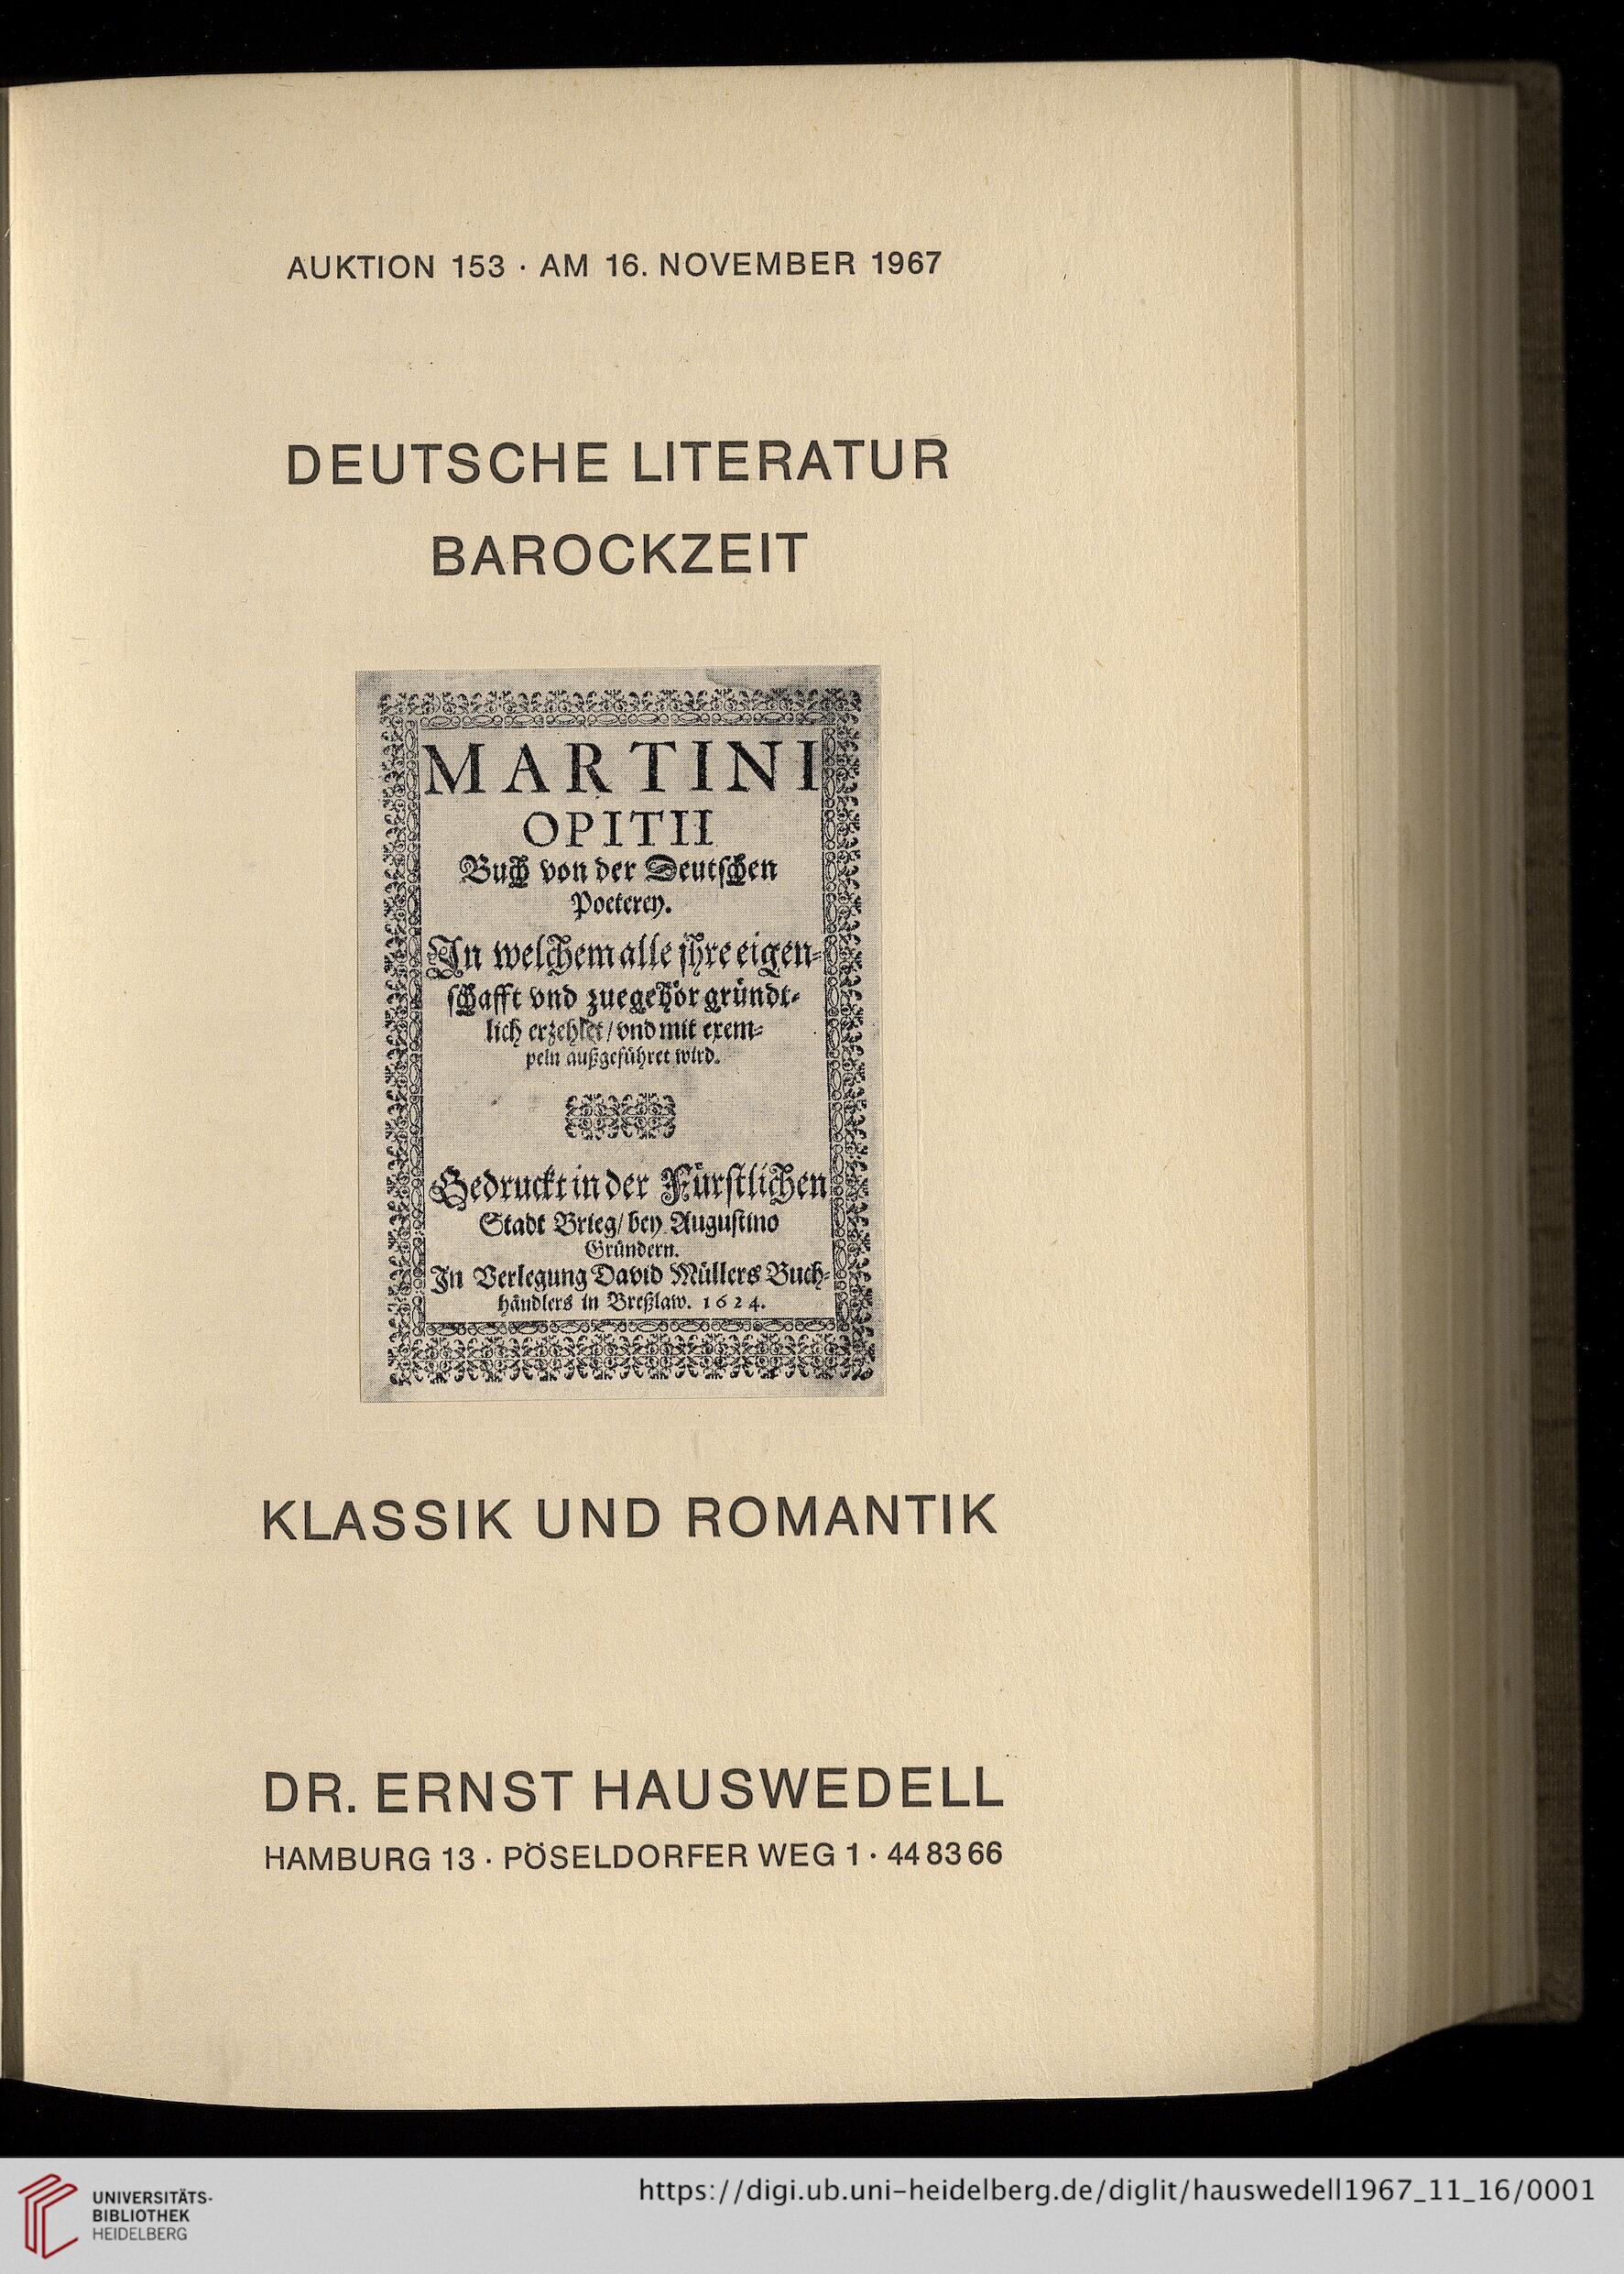 AUKTION 153 · AM 16. NOVEMBER 1967
DEUTSCHE LITERATUR
BAROCKZEIT
MARTINI
OPITII
Buch von der Deutschen
Poeterey.
In welchem alle jhre eigen-
schafft vnd zuegehör gründt-
lich erzehlet / vnd mit exem-
peln außgeführet wird.
Gedruckt in der Fürstlichen
Stadt Brieg / bey Augustino
Gründern.
In Verlegung David Müllers Buch-
händlers in Breßlaw. 1624.
KLASSIK UND ROMANTIK
DR. ERNST HAUSWEDELL
HAMBURG 13 · PÖSELDORFER WEG 1 · 44 83 66
UNIVERSITÄTS-
BIBLIOTHEK
HEIDELBERG
https://digi.ub.uni-heidelberg.de/diglit/hauswedell1967_11_16/0001